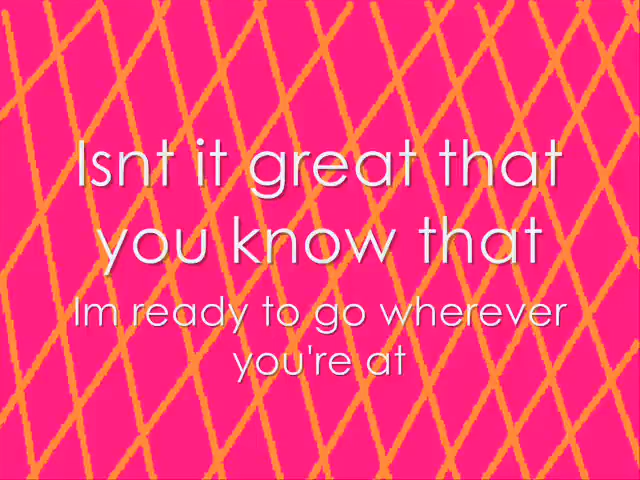 Isnt it great that
you know that
Im ready to go wherever
you're at